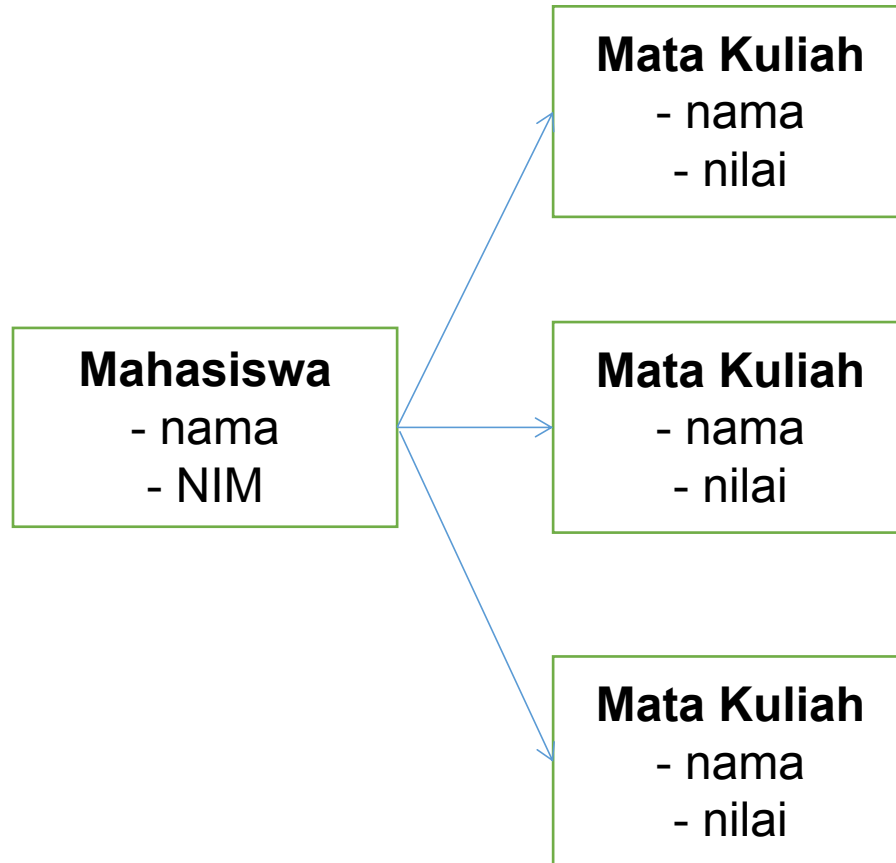 Mata Kuliah
- nama
- nilai
Mahasiswa
- nama
- NIM
Mata Kuliah
- nama
- nilai
Mata Kuliah
- nama
- nilai